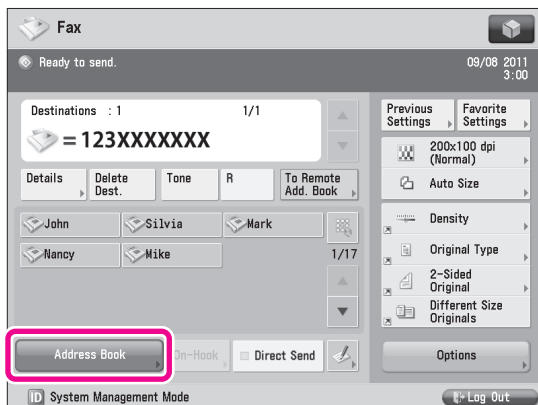 Fax
Ready to send.
09/08 2011
3:00
Destinations : 1 1/1
= 123XXXXXXX
Details
Delete
Dest.
Tone
R
To Remote
Add. Book
John
Silvia
Mark
Nancy
Mike
1/17
Address Book
On-Hook
Direct Send
Previous
Settings
Favorite
Settings
200x100 dpi
(Normal)
Auto Size
Density
Original Type
2-Sided
Original
Different Size
Originals
Options
ID System Management Mode
Log Out